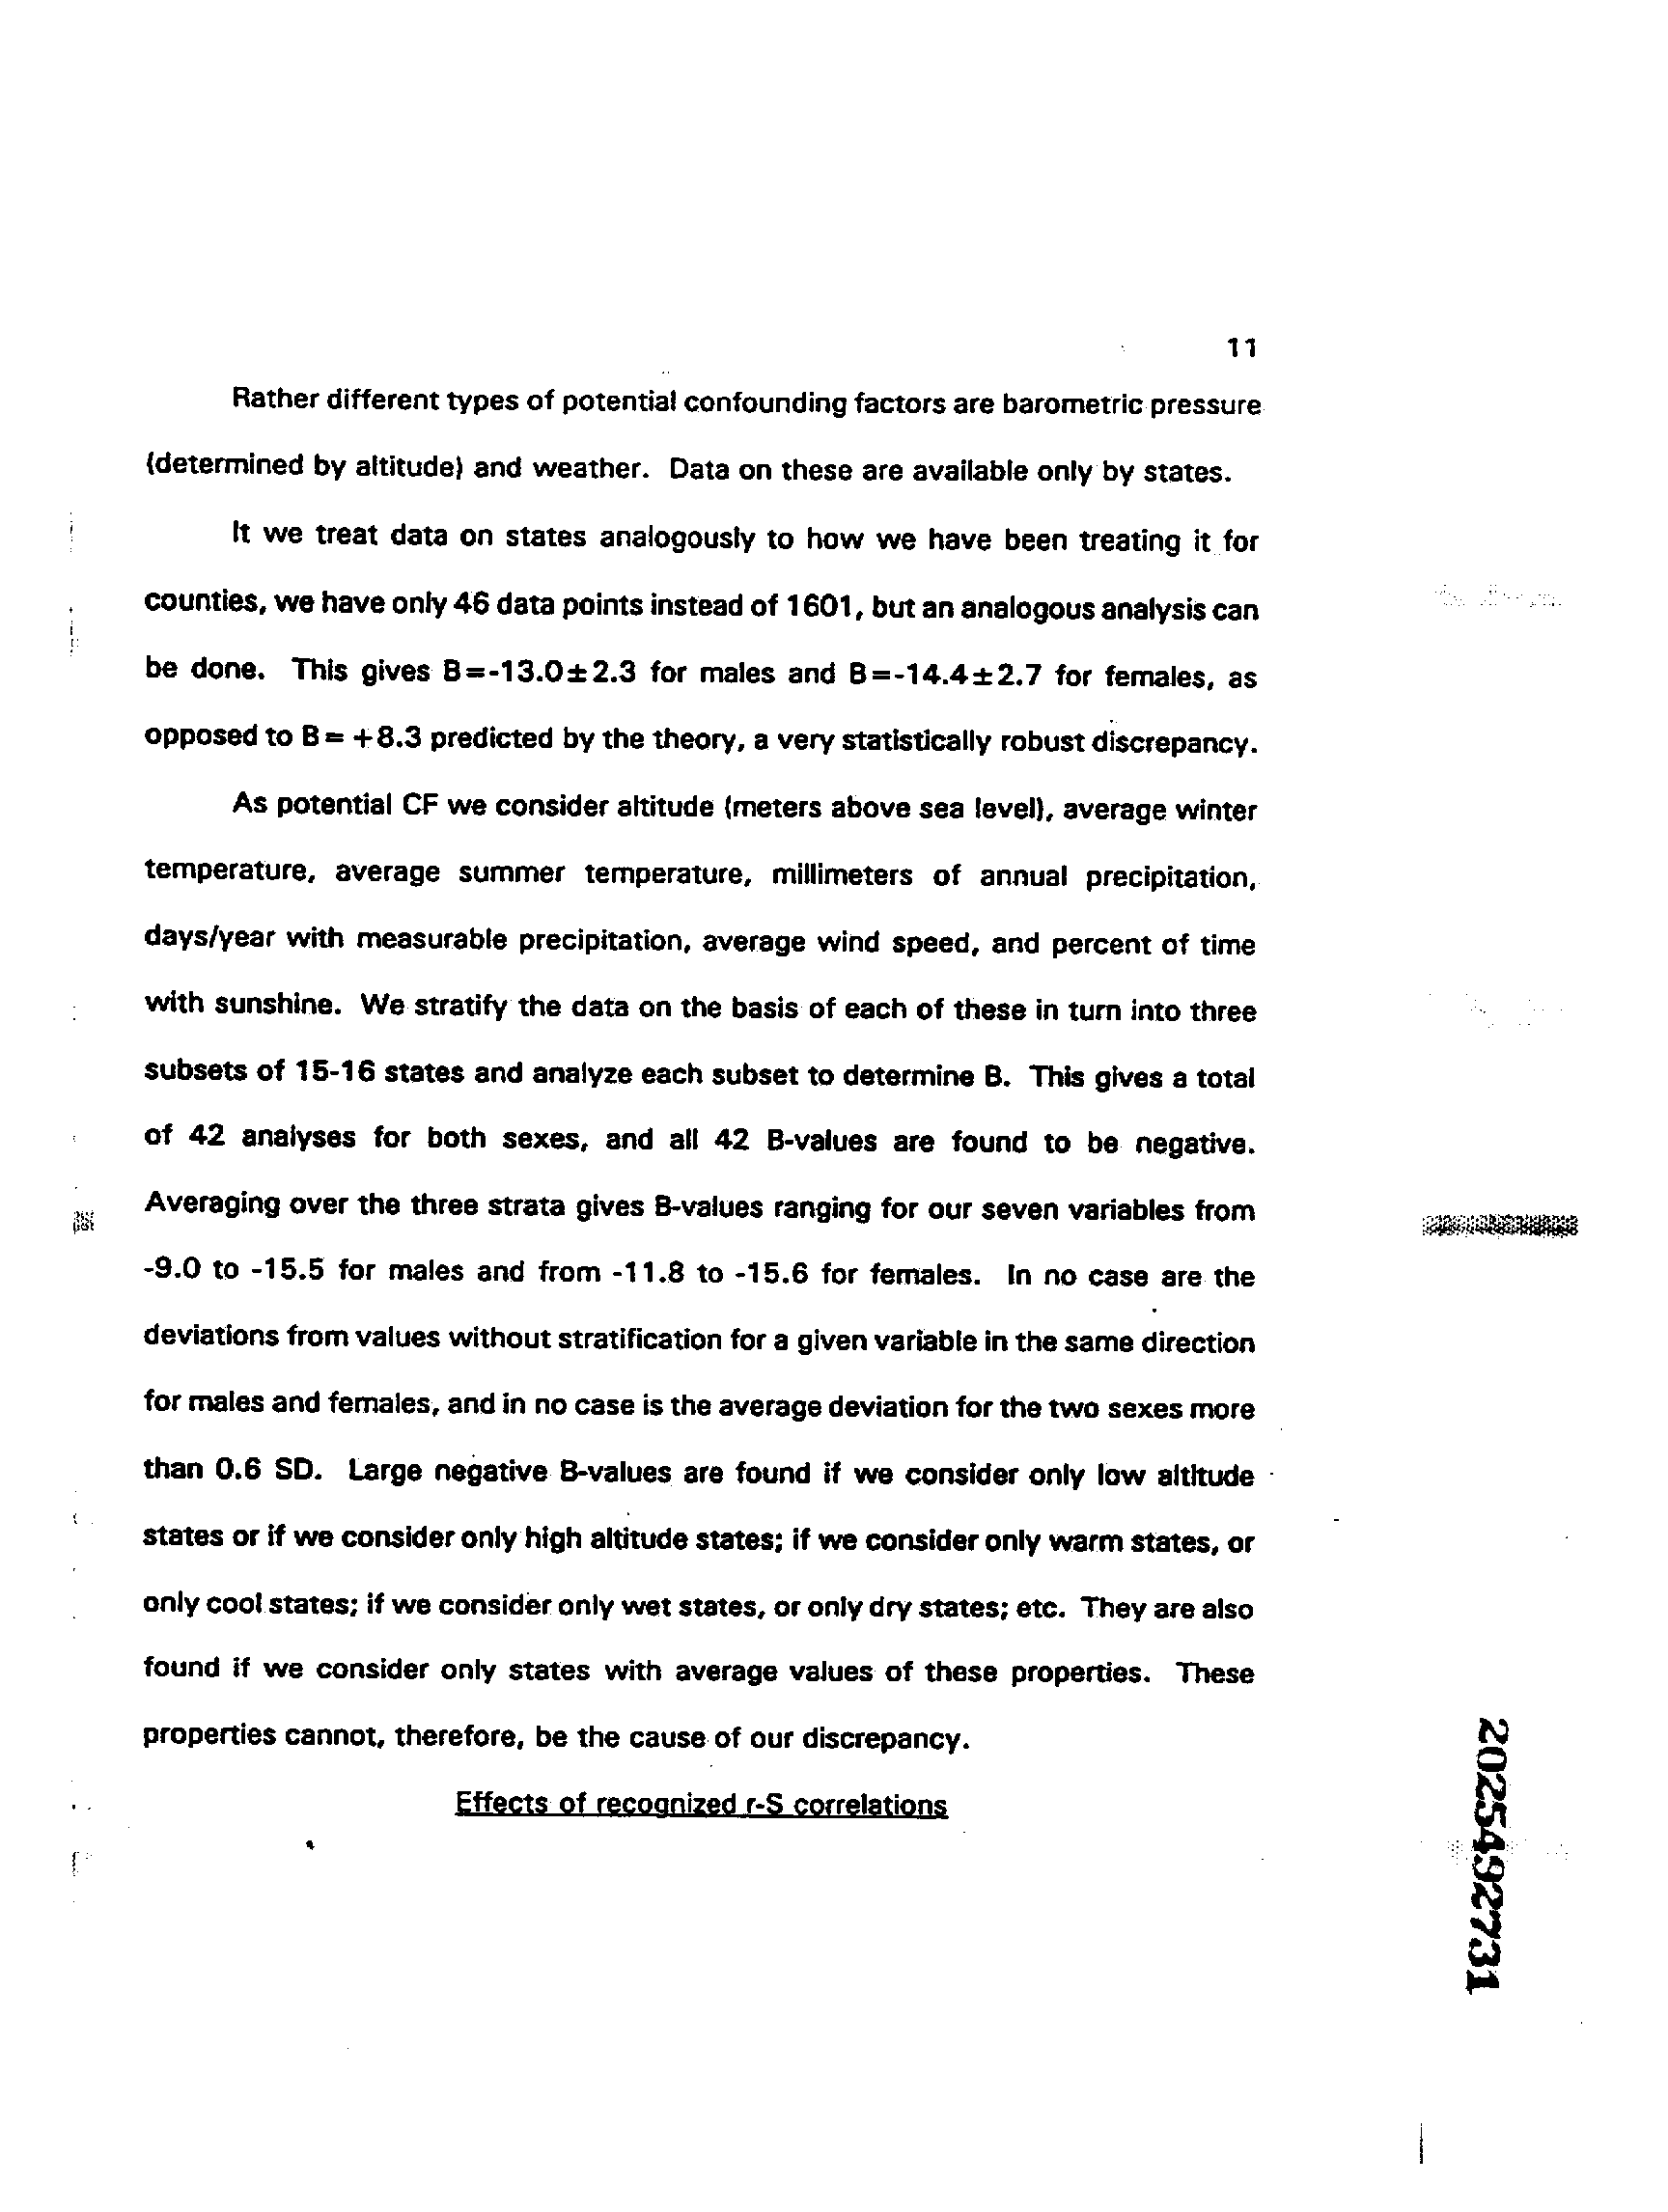 11
Rather different types of potential confounding factors are barometric pressure
(determined by altitude) and weather. Data on these are available only by states.
It we treat data on states analogously to how we have been treating it for
counties, we have only 46 data points instead of 1601, but an analogous analysis can
be done. This gives B=-13.0±2.3 for males and B=-14.4±2.7 for females, as
opposed to B= +8.3 predicted by the theory, a very statistically robust discrepancy.
As potential CF we consider altitude (meters above sea level), average winter
temperature, average summer temperature, millimeters of annual precipitation,
days/year with measurable precipitation, average wind speed, and percent of time
with sunshine. We stratify the data on the basis of each of these in turn into three
subsets of 15-16 states and analyze each subset to determine B. This gives a total
of 42 analyses for both sexes, and all 42 B-values are found to be negative.
Averaging over the three strata gives B-values ranging for our seven variables from
-9.0 to -15.5 for males and from -11.8 to -15.6 for females. In no case are the
deviations from values without stratification for a given variable in the same direction
for males and females, and in no case is the average deviation for the two sexes more
than 0.6 SD. Large negative B-values are found if we consider only low altitude
states or if we consider only high altitude states; if we consider only warm states, or
only cool states; if we consider only wet states, or only dry states; etc. They are also
found if we consider only states with average values of these properties. These
properties cannot, therefore, be the cause of our discrepancy.
Effects of recognized r-S correlations
2025492731